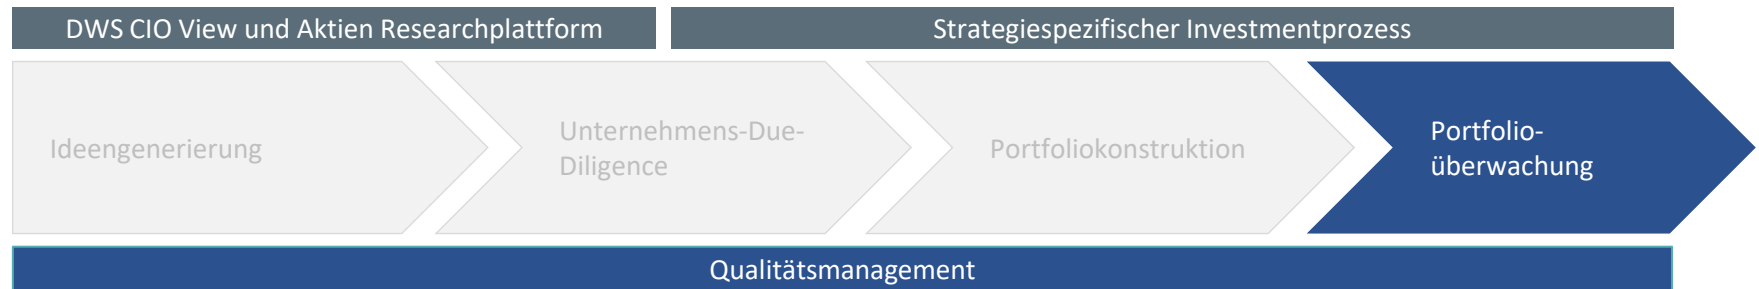 DWS CIO View und Aktien Researchplattform
Strategiespezifischer Investmentprozess
Ideengenerierung
Unternehmens-Due-
Diligence
Portfoliokonstruktion
Portfolio-
überwachung
Qualitätsmanagement